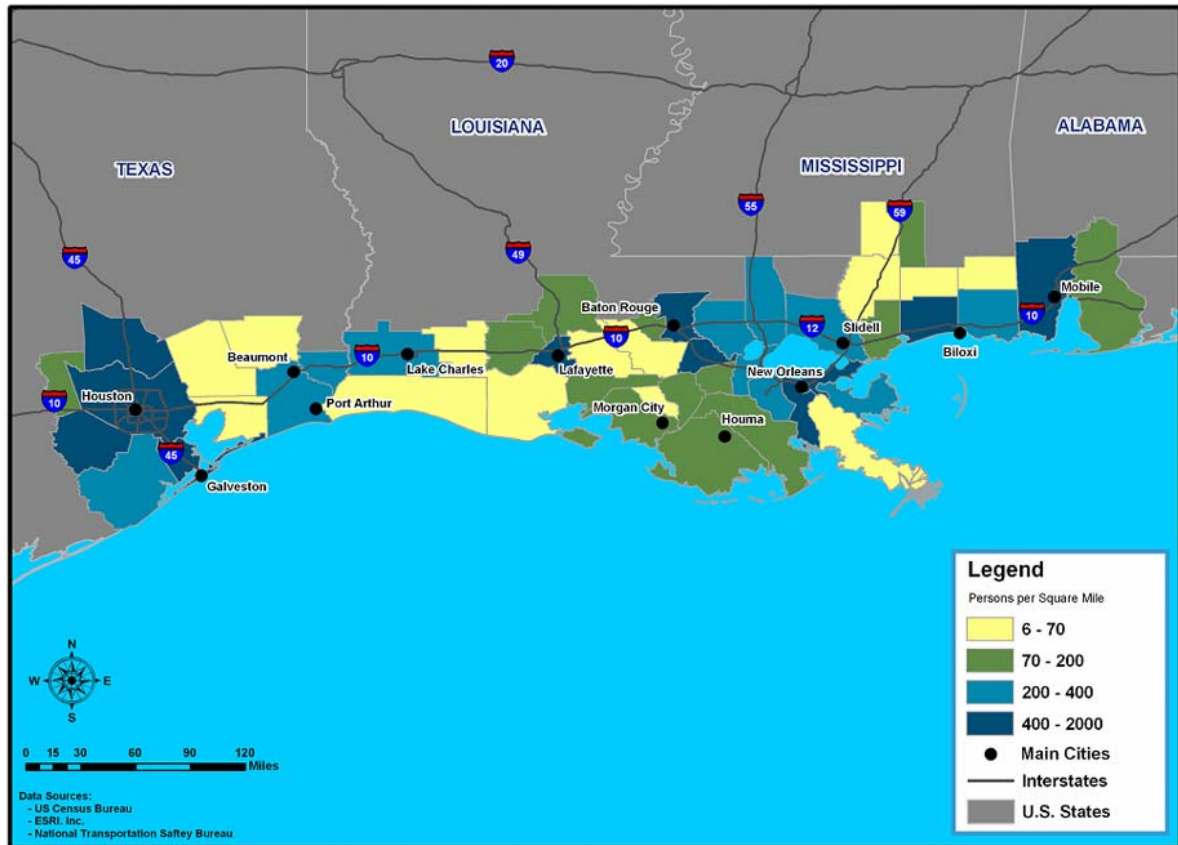 20
LOUISIANA
ALABAMA
TEXAS
MISSISSIPPI
55
59
45
49
Mobile
Baton Rouge
10
12
Slidell
10
Beaumont
10
Biloxi
Lake Charles
Lafayette
New Orleans
Houston
10
Port Arthur
Morgan City
Houma
45
Galveston
Legend
Persons per Square Mile
6 - 70
70 - 200
200 - 400
400 - 2000
Main Cities
Interstates
U.S. States
N
W E
S
0 15 30 60 90 120
Miles
Data Sources:
- US Census Bureau
- ESRI. Inc.
- National Transportation Saftey Bureau